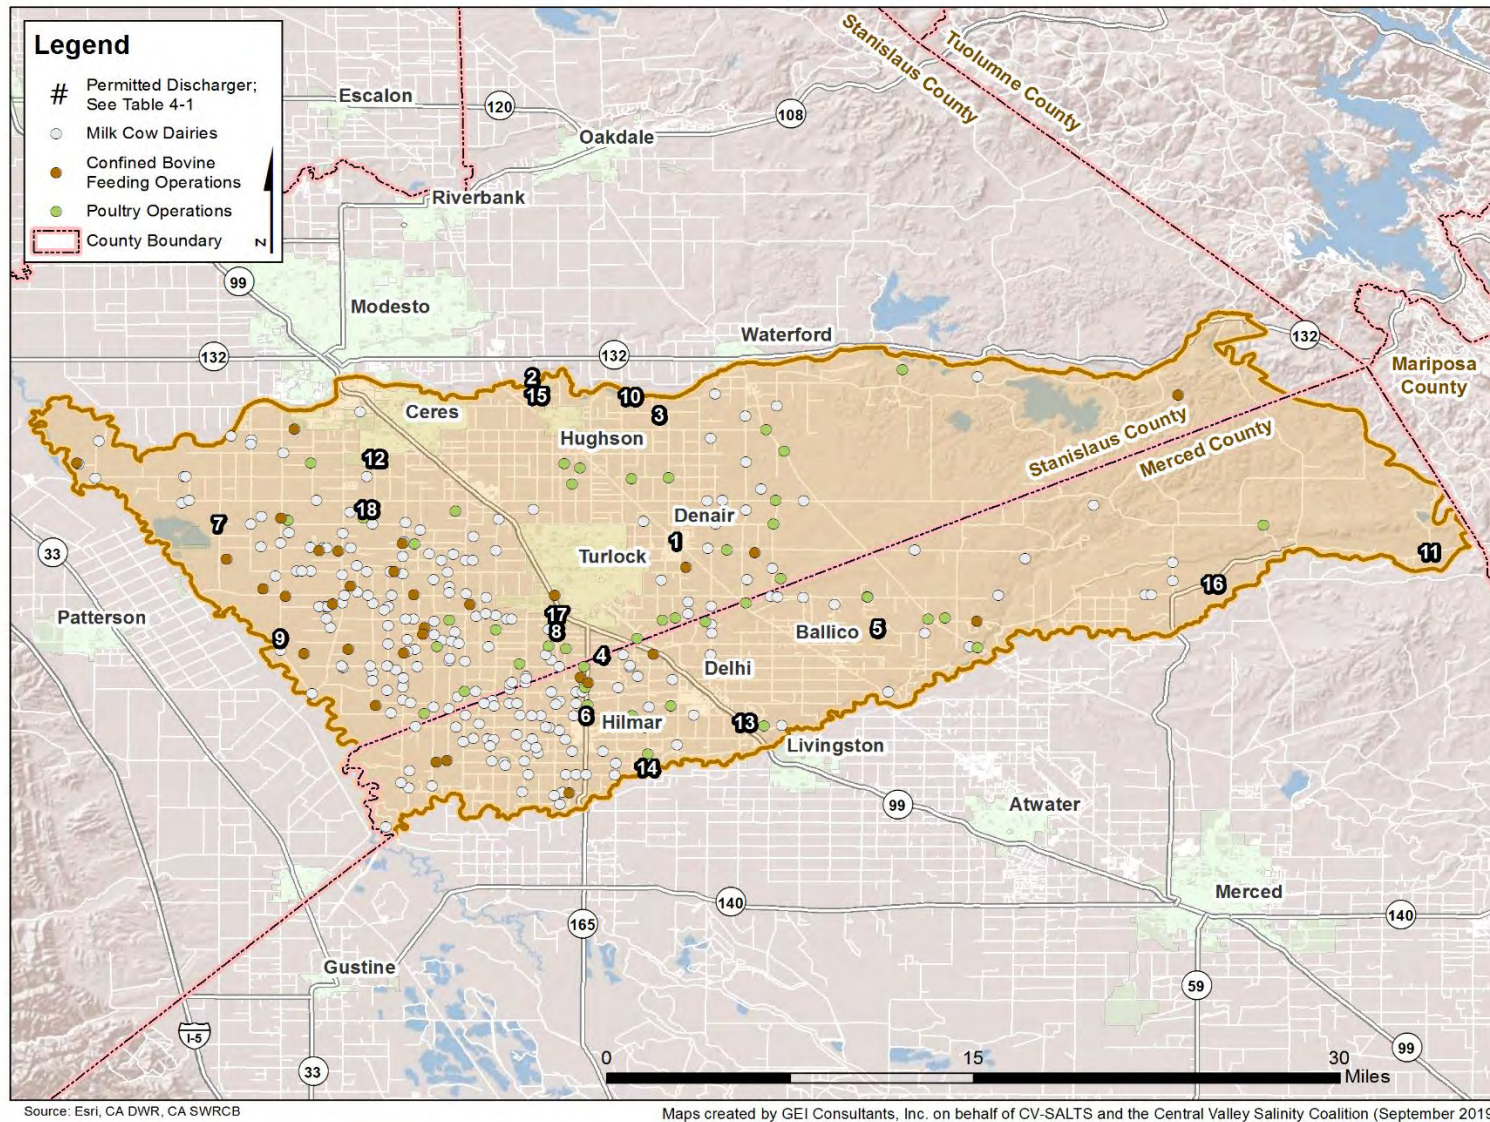 Legend
# Permitted Discharger;
See Table 4-1
Milk Cow Dairies
Confined Bovine
Feeding Operations
Poultry Operations
County Boundary
N
Stanislaus County
Tuolumne County
Escalon
120
108
Oakdale
Riverbank
99
Modesto
132
132
Waterford
132
Mariposa
County
2
15
10
3
Ceres
Hughson
Stanislaus County
Merced County
12
18
7
Denair
1
Turlock
11
33
16
Patterson
17
8
9
Ballico
5
4
Delhi
6
Hilmar
13
Livingston
14
99
Atwater
Merced
140
140
165
Gustine
59
I-5
33
99
0
15
30
Miles
Source: Esri, CA DWR, CA SWRCB
Maps created by GEI Consultants, Inc. on behalf of CV-SALTS and the Central Valley Salinity Coalition (September 2019